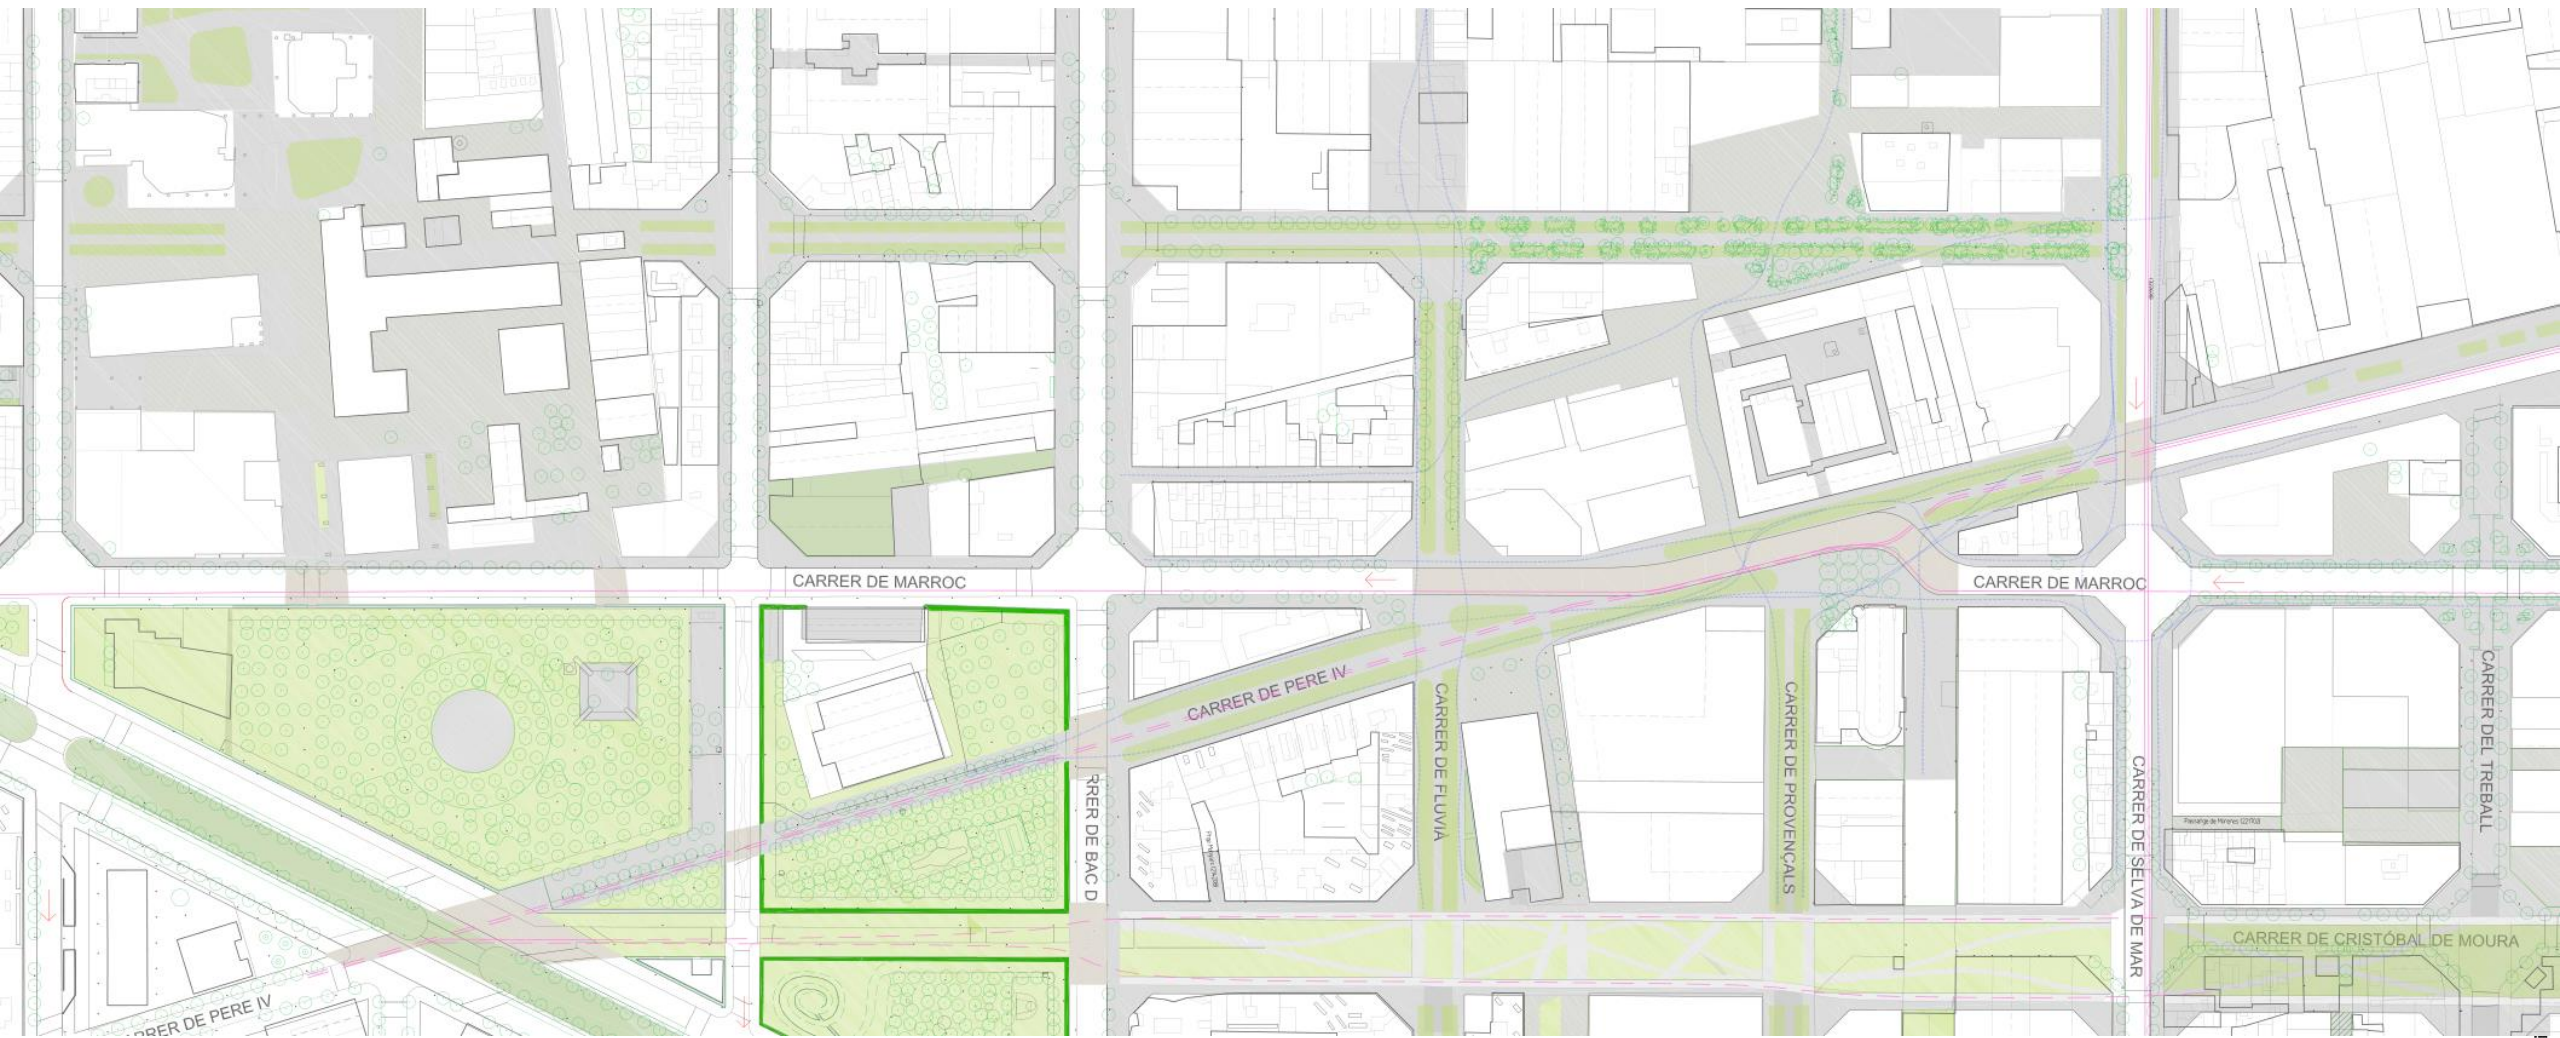 CARRER DE MARROC
CARRER DE MARROC
CARRER DE PERE IV
CARRER DE FLUVIÀ
CARRER DE PROVENÇALS
CARRER DEL TREBALL
CARRER DE SELVA DE MAR
RRER DE BAC D
CARRER DE CRISTÓBAL DE MOURA
RRER DE PERE IV